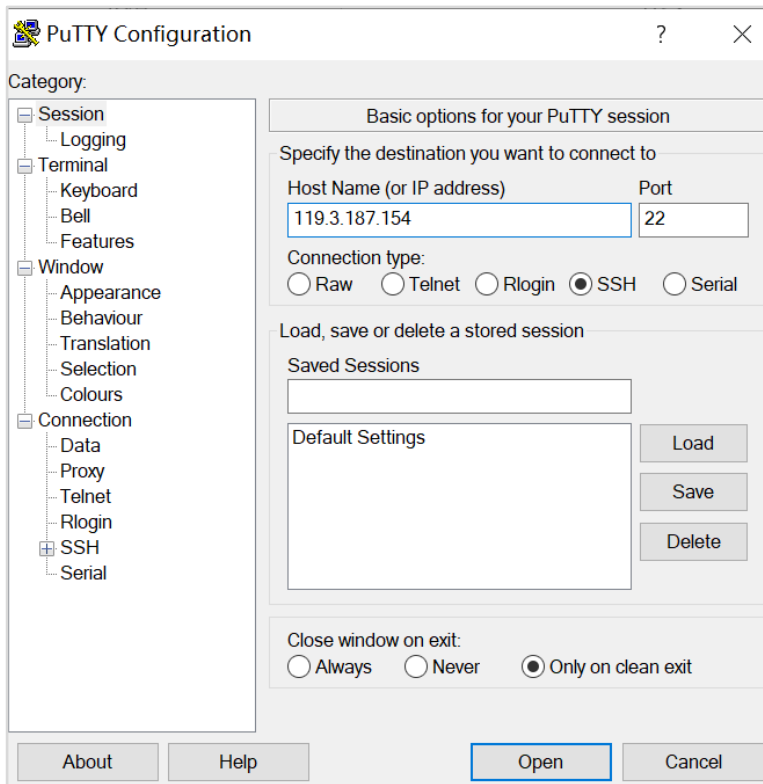 PuTTY Configuration
?
Category:
Session
Logging
Terminal
Keyboard
Bell
Features
Window
Appearance
Behaviour
Translation
Selection
Colours
Connection
Data
Proxy
Telnet
Rlogin
SSH
Serial
Basic options for your PuTTY session
Specify the destination you want to connect to
Host Name (or IP address) Port
119.3.187.154 22
Connection type:
Raw Telnet Rlogin SSH Serial
Load, save or delete a stored session
Saved Sessions
Default Settings
Load
Save
Delete
Close window on exit:
Always Never Only on clean exit
About Help Open Cancel